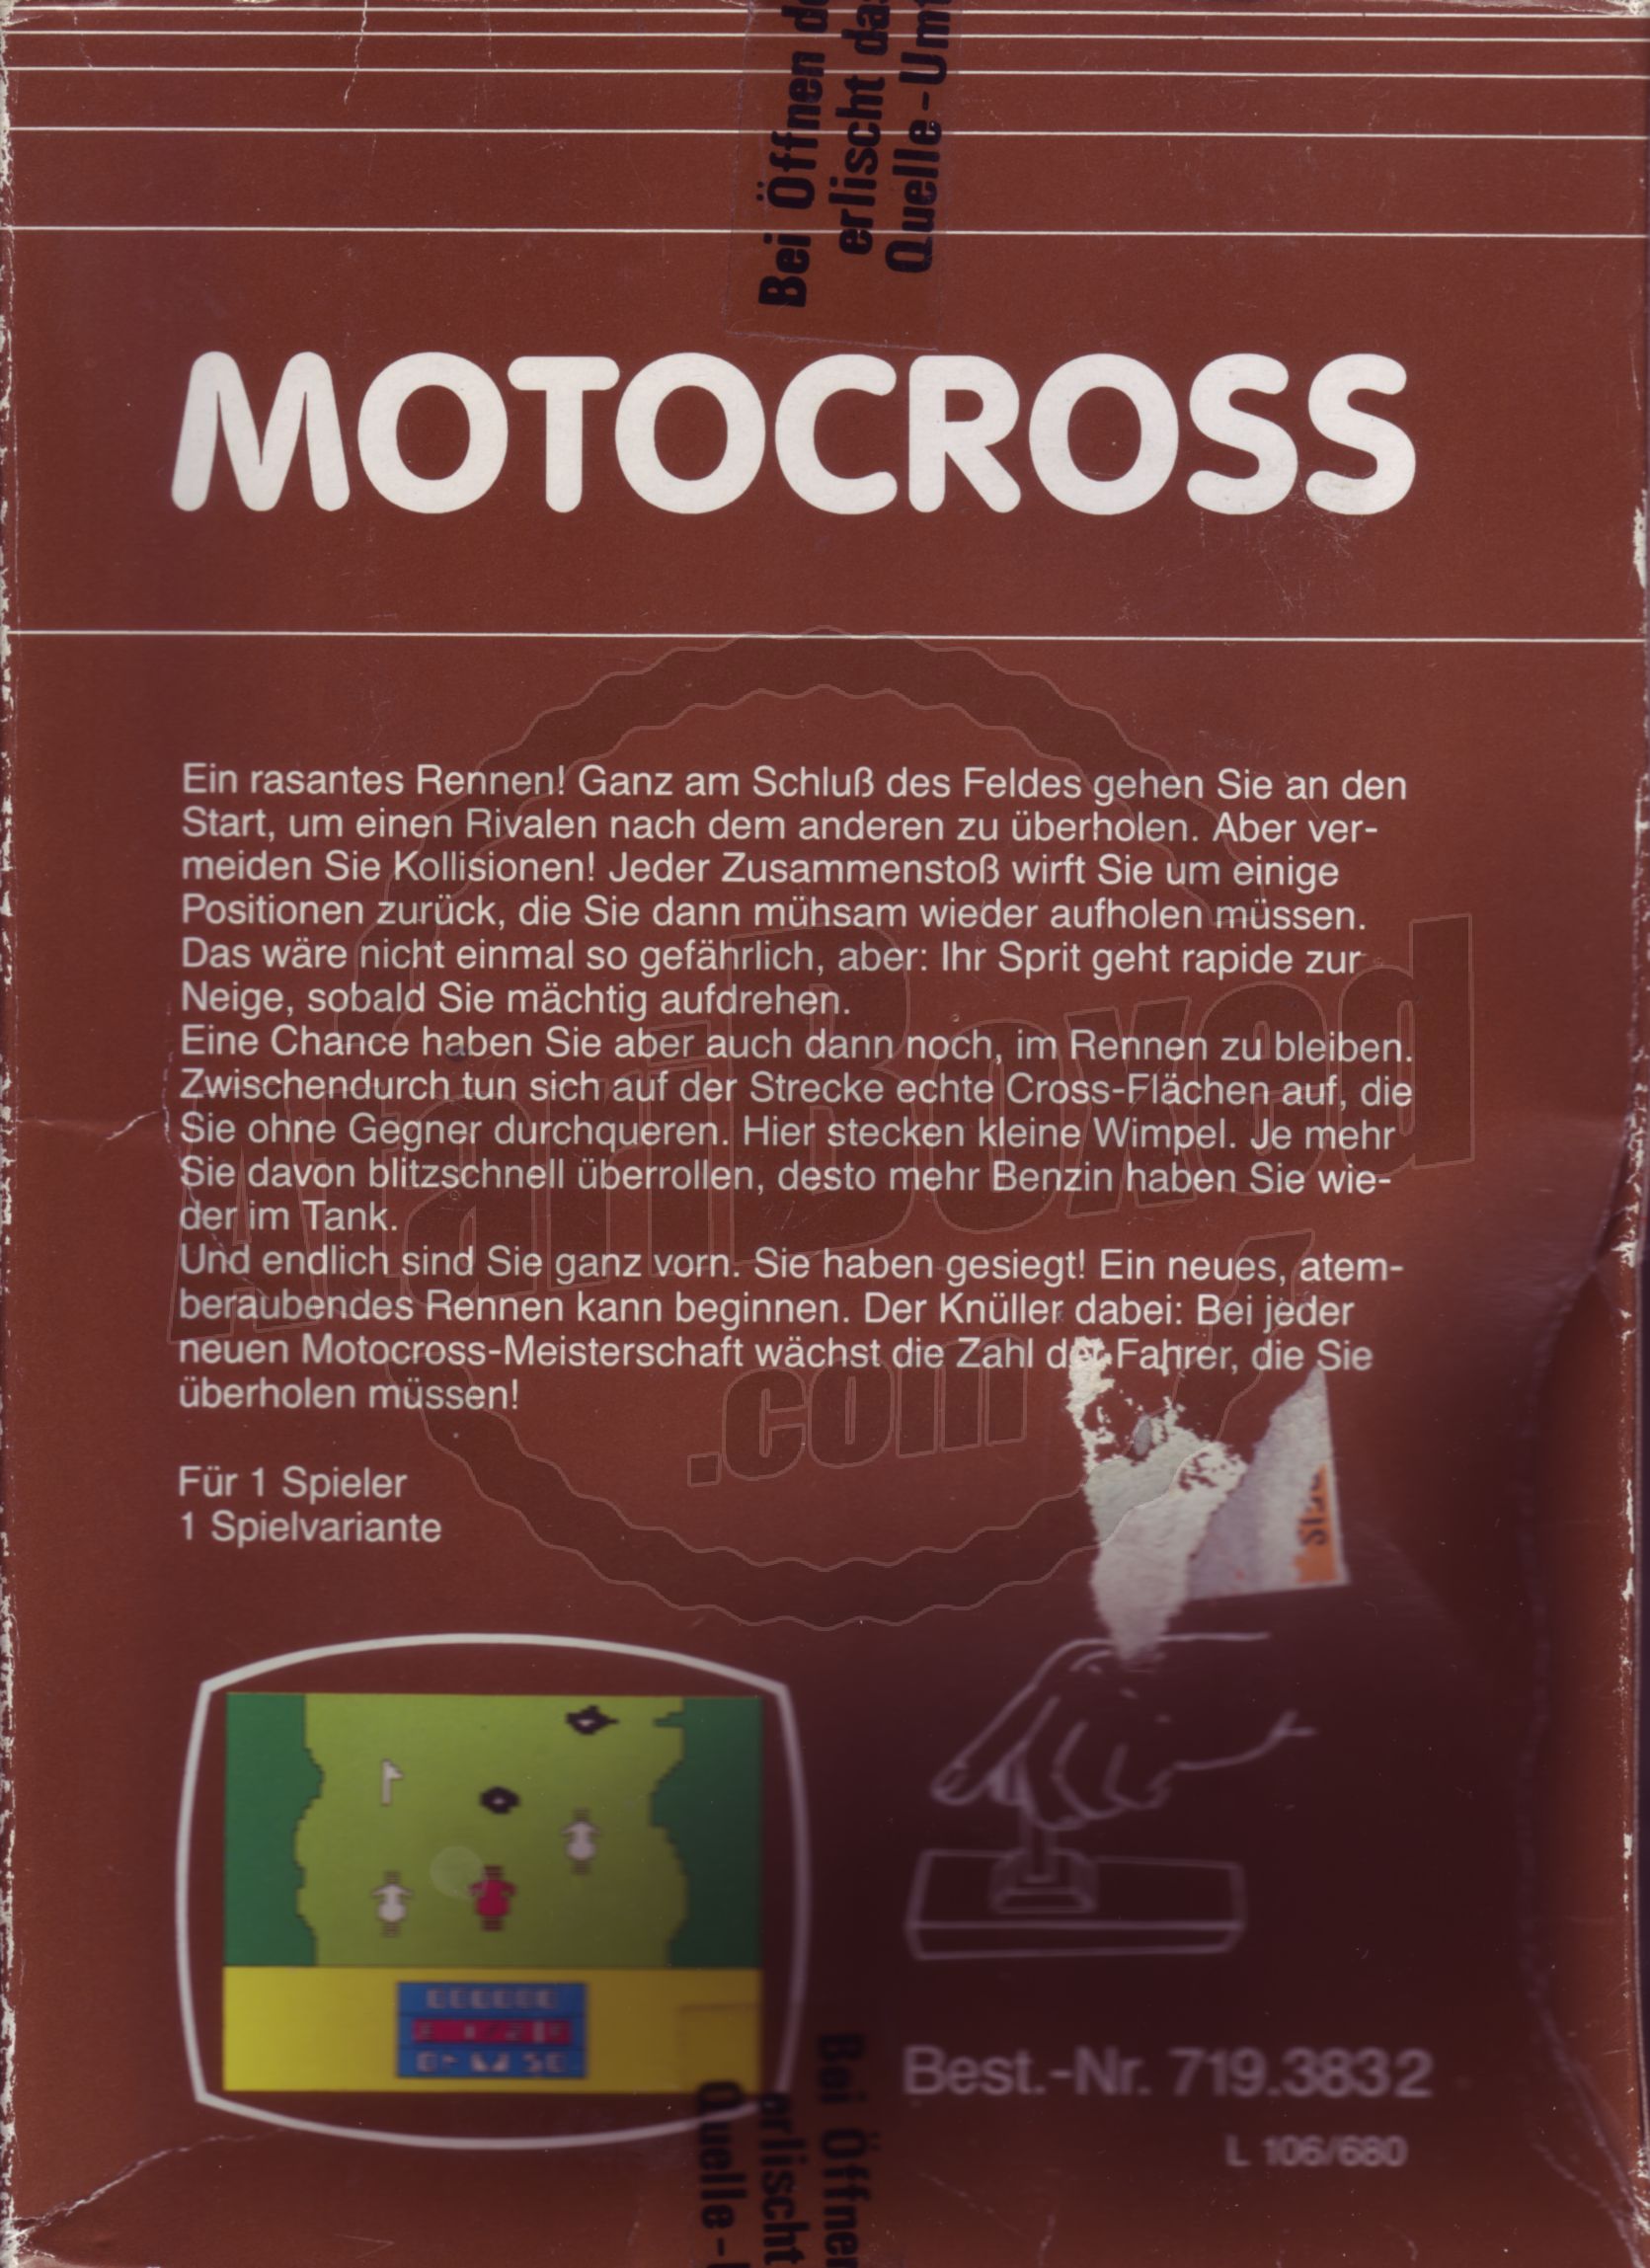 Bei Öffnen
erlischt das
Quelle-
MOTOCROSS
Ein rasantes Rennen! Ganz am Schluß des Feldes gehen Sie an den
Start, um einen Rivalen nach dem anderen zu überholen. Aber ver-
meiden Sie Kollisionen! Jeder Zusammenstoß wirft Sie um einige
Positionen zurück, die Sie dann mühsam wieder aufholen müssen.
Das wäre nicht einmal so gefährlich, aber: Ihr Sprit geht rapide zur
Neige, sobald Sie mächtig aufdrehen.
Eine Chance haben Sie aber auch dann noch, im Rennen zu bleiben.
Zwischendurch tun sich auf der Strecke echte Cross-Flächen auf, die
Sie ohne Gegner durchqueren. Hier stecken kleine Wimpel. Je mehr
Sie davon blitzschnell überrollen, desto mehr Benzin haben Sie wie-
der im Tank.
Und endlich sind Sie ganz vorn. Sie haben gesiegt! Ein neues, atem-
beraubendes Rennen kann beginnen. Der Knüller dabei: Bei jeder
neuen Motocross-Meisterschaft wächst die Zahl der Fahrer, die Sie
überholen müssen!
AtariBoxed
.com
Für 1 Spieler
1 Spielvariante
Best.-Nr. 719.3832
L 106/680
Bei Öffnen
erlischt
Quelle-